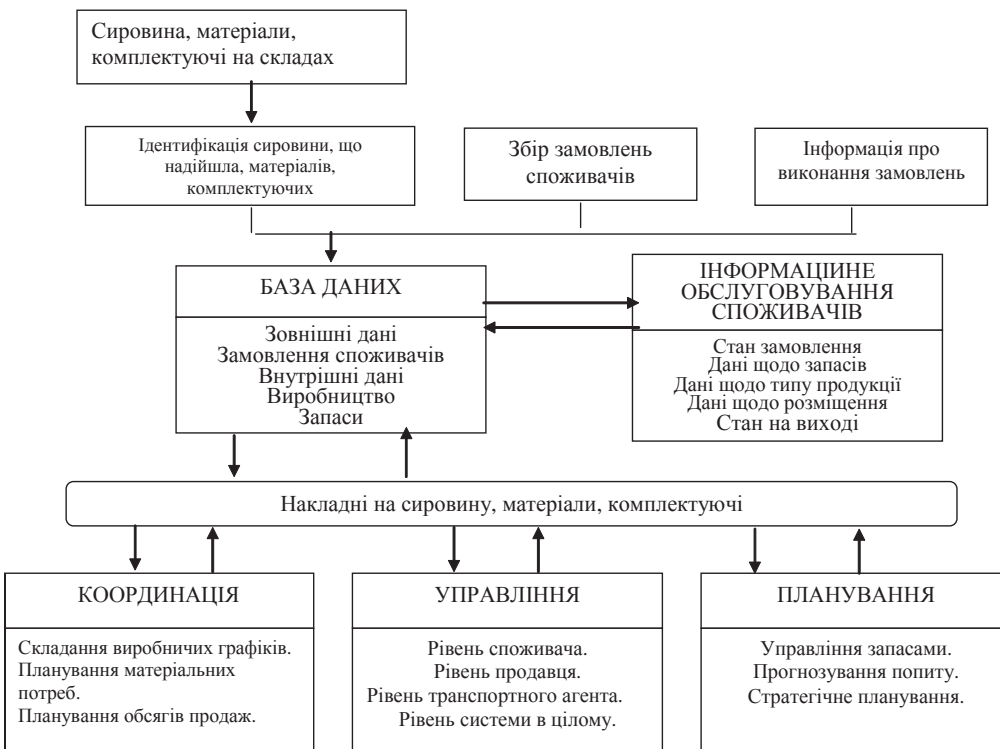 Сировина, матеріали,
комплектуючі на складах
Ідентифікація сировини, що
надійшла, матеріалів,
комплектуючих
Збір замовлень
споживачів
Інформація про
виконання замовлень
БАЗА ДАНИХ
Зовнішні дані
Замовлення споживачів
Внутрішні дані
Виробництво
Запаси
ІНФОРМАЦІЙНЕ
ОБСЛУГОВУВАННЯ
СПОЖИВАЧІВ
Стан замовлення
Дані щодо запасів
Дані щодо типу продукції
Дані щодо розміщення
Стан на виході
Накладні на сировину, матеріали, комплектуючі
КООРДИНАЦІЯ
Складання виробничих графіків.
Планування матеріальних
потреб.
Планування обсягів продаж.
УПРАВЛІННЯ
Рівень споживача.
Рівень продавця.
Рівень транспортного агента.
Рівень системи в цілому.
ПЛАНУВАННЯ
Управління запасами.
Прогнозування попиту.
Стратегічне планування.